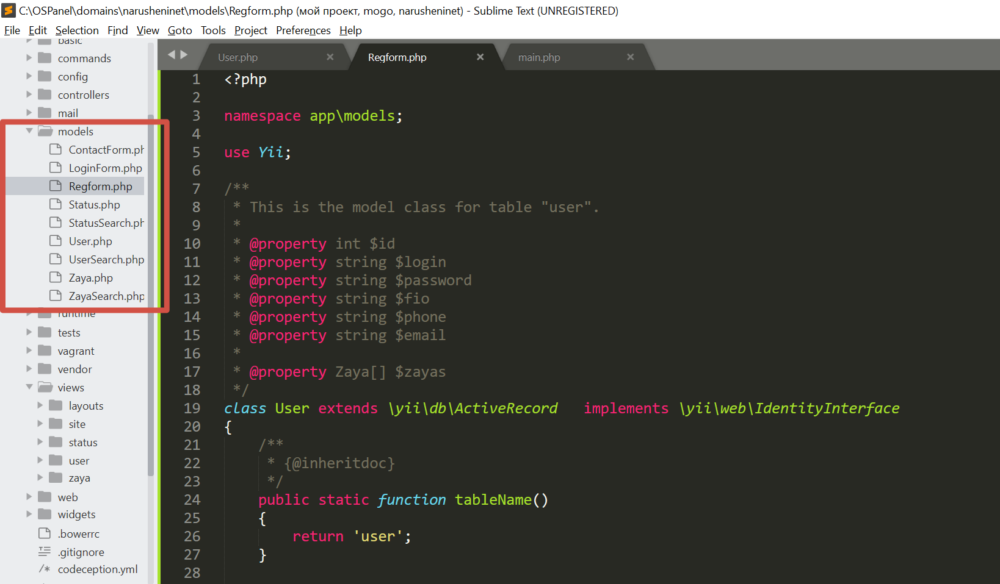 C:\OSPanel\domains\narusheninet\models\Regform.php (мой проект, mogo, narusheninet) - Sublime Text (UNREGISTERED)
File Edit Selection Find View Goto Tools Project Preferences Help
basic
commands
config
controllers
mail
models
ContactForm.ph
LoginForm.php
Regform.php
Status.php
StatusSearch.ph
User.php
UserSearch.php
Zaya.php
ZayaSearch.php
runtime
tests
vagrant
vendor
views
layouts
site
status
user
zaya
web
widgets
.bowerrc
.gitignore
/* codeception.yml
User.php × Regform.php × main.php ×
1 <?php
2
3 namespace app\models;
4
5 use Yii;
6
7 /**
8 * This is the model class for table "user".
9 *
10 * @property int $id
11 * @property string $login
12 * @property string $password
13 * @property string $fio
14 * @property string $phone
15 * @property string $email
16 *
17 * @property Zaya[] $zayas
18 */
19 class User extends \yii\db\ActiveRecord   implements \yii\web\IdentityInterface
20 {
21 /**
22 * {@inheritdoc}
23 */
24 public static function tableName()
25 {
26 return 'user';
27 }
28